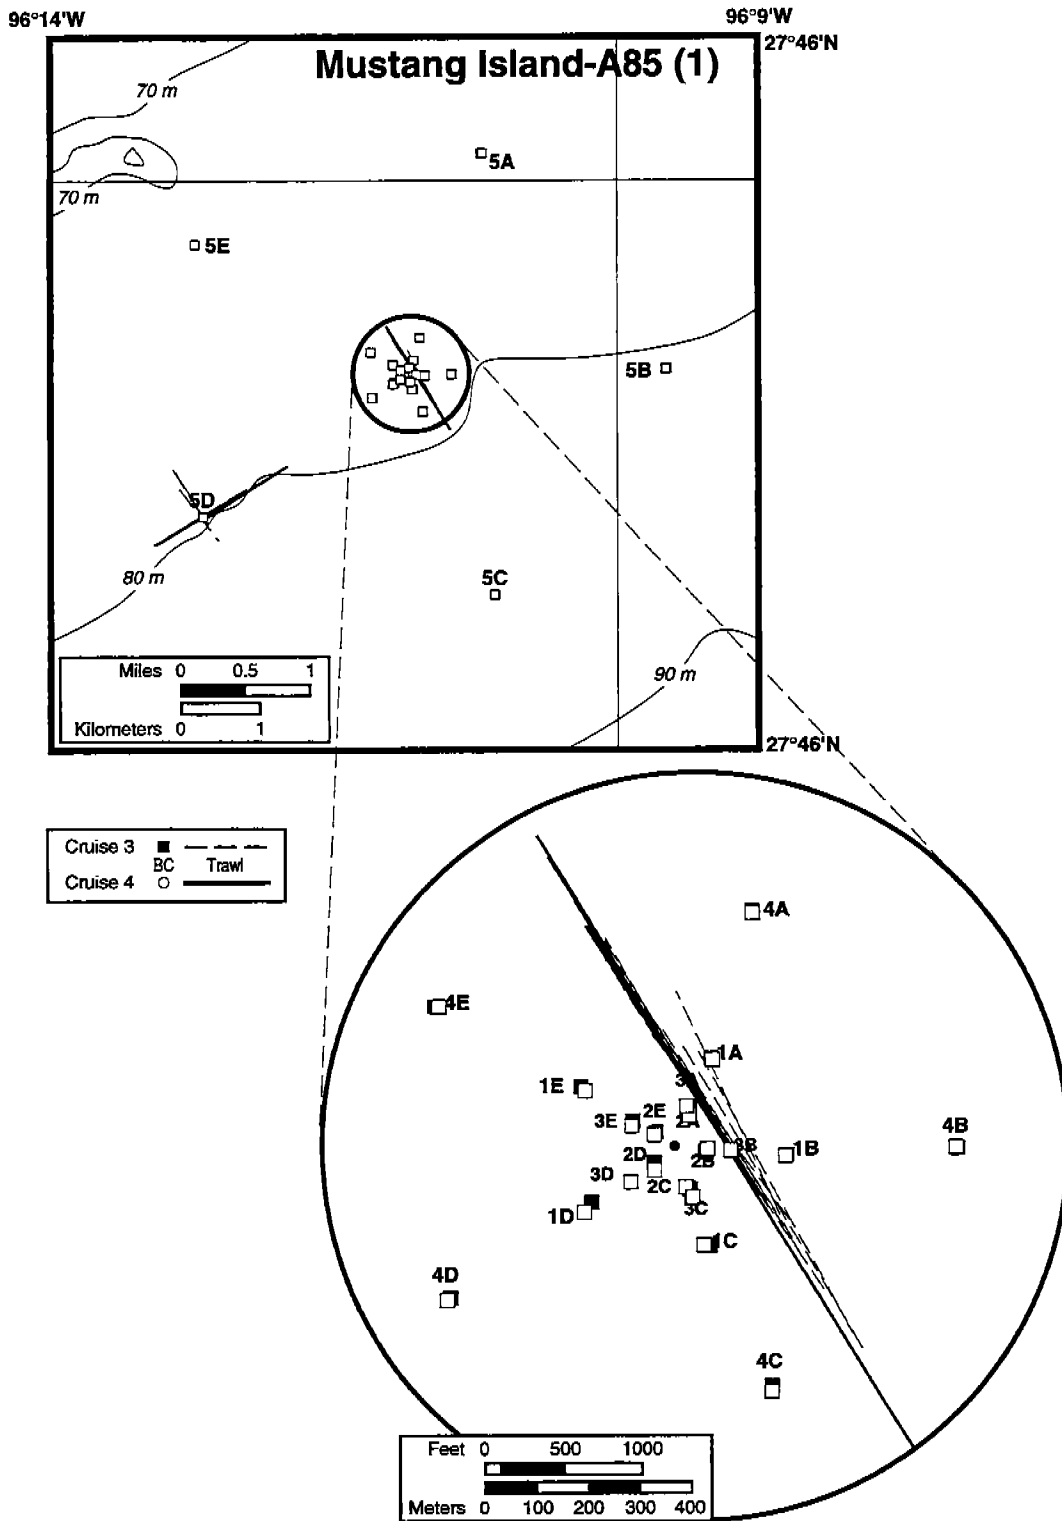 96°14'W
96°9'W
27°46'N
Mustang Island-A85 (1)
70 m
5A
70 m
5E
5B
5D
80 m
5C
90 m
Miles 0 0.5 1
Kilometers 0 1
27°46'N
Cruise 3
BC Trawl
Cruise 4
4A
4E
1A
1E
3E
2E
2A
4B
1B
3B
2B
2D
3D
2C
3C
1D
1C
4D
4C
Feet 0 500 1000
Meters 0 100 200 300 400